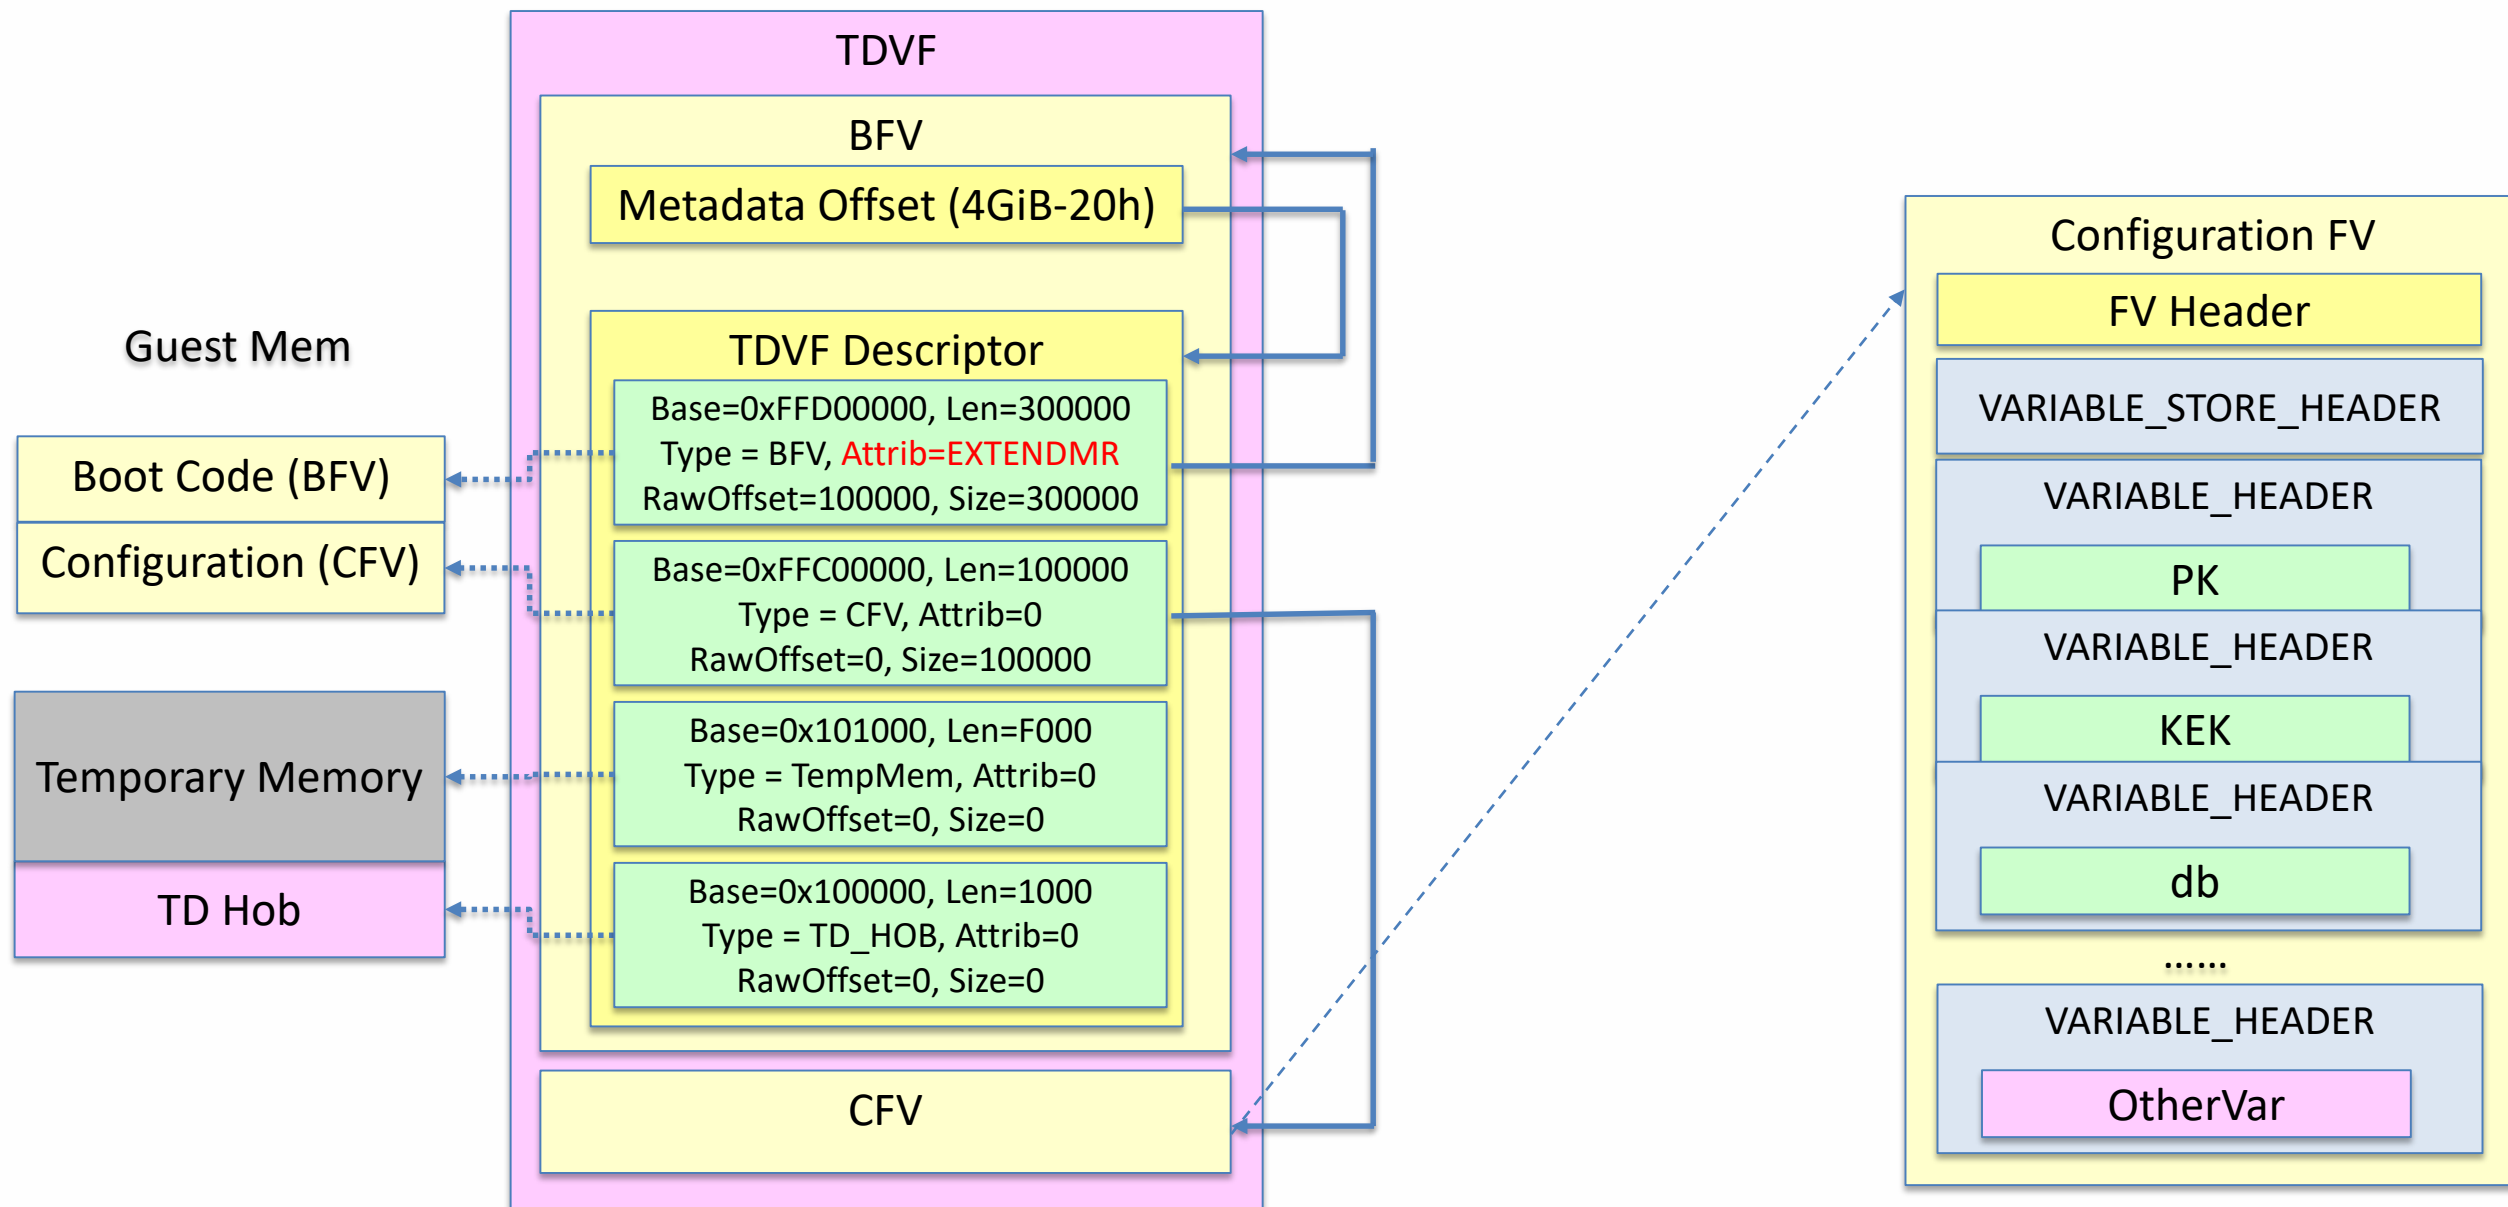 Guest Mem
Boot Code (BFV)
Configuration (CFV)
Temporary Memory
TD Hob
TDVF
BFV
Metadata Offset (4GiB-20h)
TDVF Descriptor
Base=0xFFD00000, Len=300000
Type = BFV, Attrib=EXTENDMR
RawOffset=100000, Size=300000
Base=0xFFC00000, Len=100000
Type = CFV, Attrib=0
RawOffset=0, Size=100000
Base=0x101000, Len=F000
Type = TempMem, Attrib=0
RawOffset=0, Size=0
Base=0x100000, Len=1000
Type = TD_HOB, Attrib=0
RawOffset=0, Size=0
CFV
Configuration FV
FV Header
VARIABLE_STORE_HEADER
VARIABLE_HEADER
PK
VARIABLE_HEADER
KEK
VARIABLE_HEADER
db
……
VARIABLE_HEADER
OtherVar